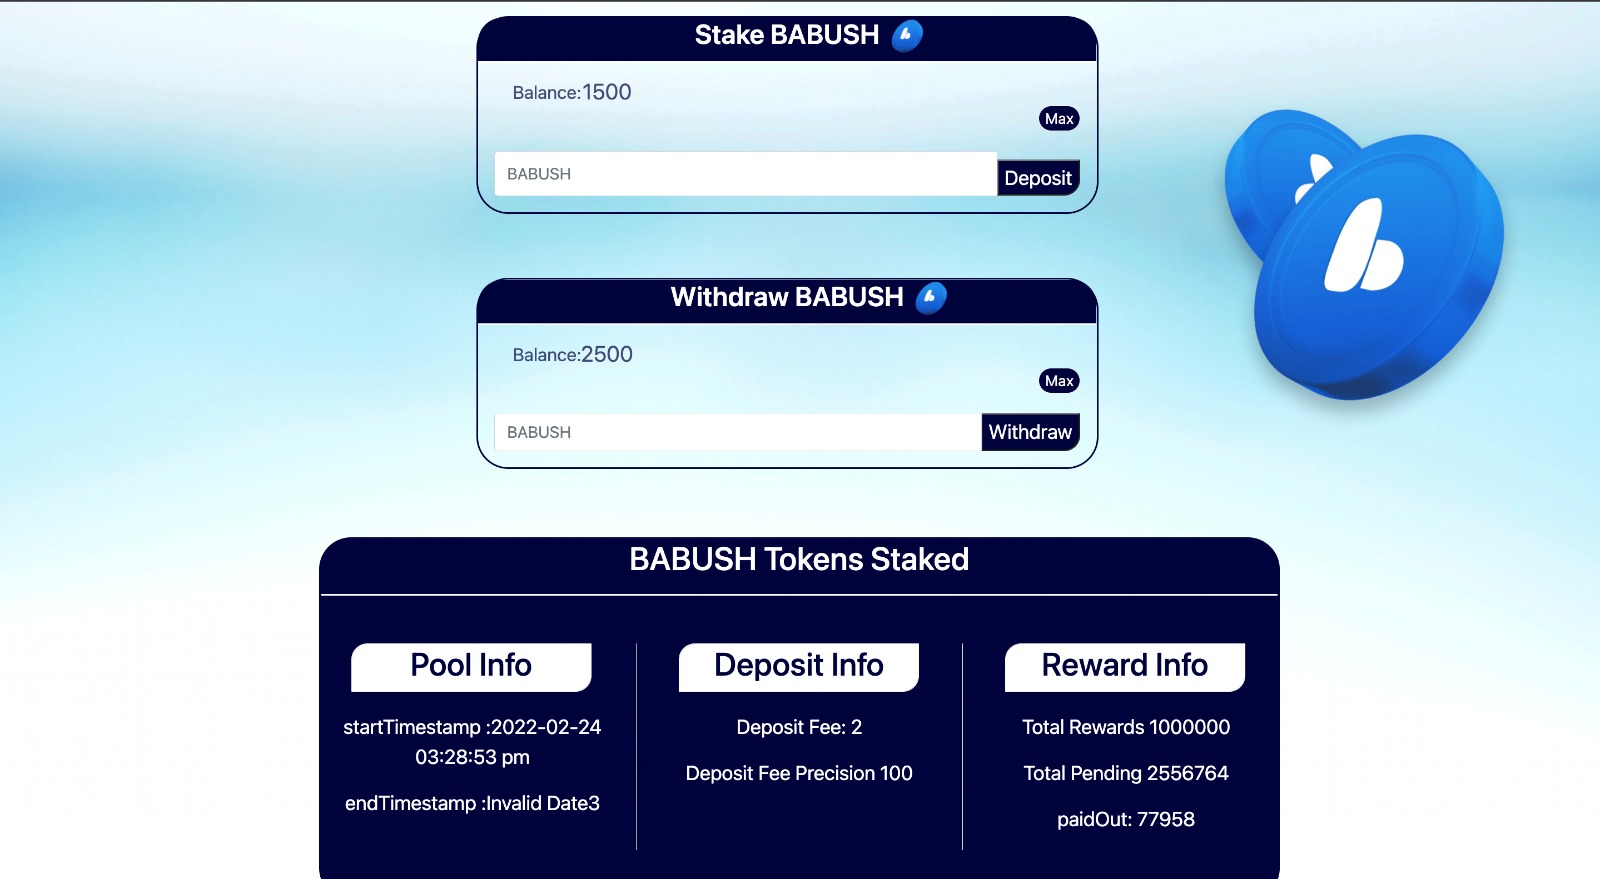 Stake BABUSH
Balance:1500
Max
BABUSH
Deposit
Withdraw BABUSH
Balance:2500
Max
BABUSH
Withdraw
BABUSH Tokens Staked
Pool Info
startTimestamp :2022-02-24
03:28:53 pm
endTimestamp :Invalid Date3
Deposit Info
Deposit Fee: 2
Deposit Fee Precision 100
Reward Info
Total Rewards 1000000
Total Pending 2556764
paidOut: 77958